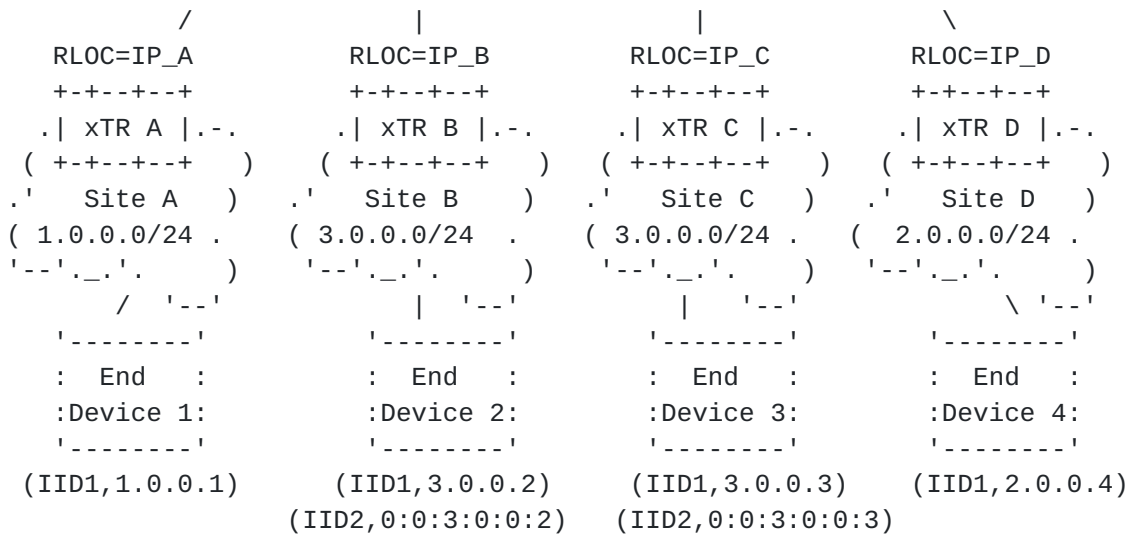 / | | \
RLOC=IP_A RLOC=IP_B RLOC=IP_C RLOC=IP_D
+-+--+--+ +-+--+--+ +-+--+--+ +-+--+--+
.| xTR A |.-. .| xTR B |.-. .| xTR C |.-. .| xTR D |.-.
( +-+--+--+ ) ( +-+--+--+ ) ( +-+--+--+ ) ( +-+--+--+ )
.' Site A ) .' Site B ) .' Site C ) .' Site D )
( 1.0.0.0/24 . ( 3.0.0.0/24 . ( 3.0.0.0/24 . ( 2.0.0.0/24 .
'--'._.'. ) '--'._.'. ) '--'._.'. ) '--'._.'. )
/ '--' | '--' | '--' \ '--'
'--------' '--------' '--------' '--------'
: End : : End : : End : : End :
:Device 1: :Device 2: :Device 3: :Device 4:
'--------' '--------' '--------' '--------'
(IID1,1.0.0.1) (IID1,3.0.0.2) (IID1,3.0.0.3) (IID1,2.0.0.4)
(IID2,0:0:3:0:0:2) (IID2,0:0:3:0:0:3)